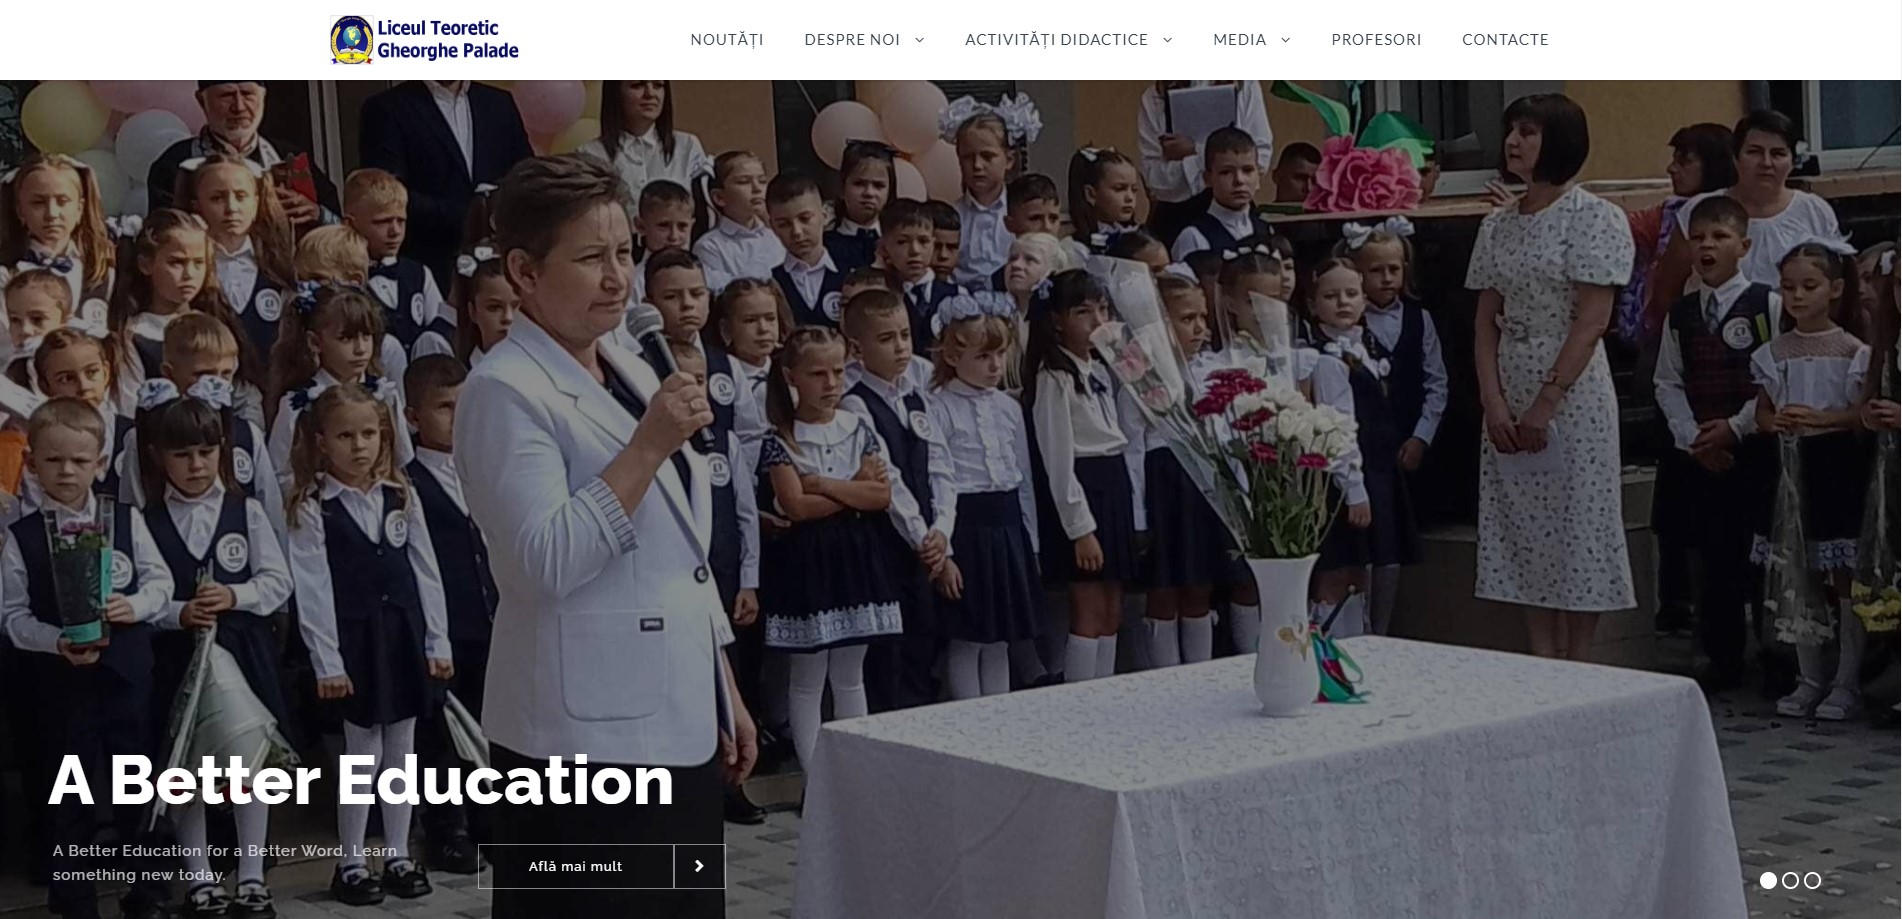 Liceul Teoretic
Gheorghe Palade
NOUTĂȚI
DESPRE NOI
ACTIVITĂȚI DIDACTICE
MEDIA
PROFESORI
CONTACTE
A Better Education
A Better Education for a Better Word, Learn
something new today.
Află mai mult